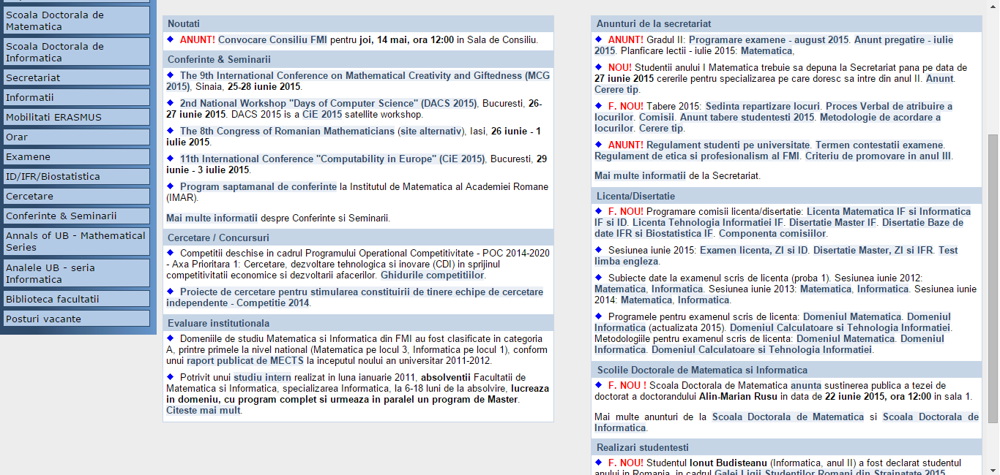 Scoala Doctorala de
Matematica
Scoala Doctorala de
Informatica
Secretariat
Informatii
Mobilitati ERASMUS
Orar
Examene
ID/IFR/Biostatistica
Cercetare
Conferinte & Seminarii
Annals of UB - Mathematical
Series
Analele UB - seria
Informatica
Biblioteca facultatii
Posturi vacante
Noutati
ANUNT! Convocare Consiliu FMI pentru joi, 14 mai, ora 12:00 in Sala de Consiliu.
Conferinte & Seminarii
The 9th International Conference on Mathematical Creativity and Giftedness (MCG
2015), Sinaia, 25-28 iunie 2015.
2nd National Workshop "Days of Computer Science" (DACS 2015), Bucuresti, 26-
27 iunie 2015. DACS 2015 is a CiE 2015 satellite workshop.
The 8th Congress of Romanian Mathematicians (site alternativ), Iasi, 26 iunie - 1
iulie 2015.
11th International Conference "Computability in Europe" (CiE 2015), Bucuresti, 29
iunie - 3 iulie 2015.
Program saptamanal de conferinte la Institutul de Matematica al Academiei Romane
(IMAR).
Mai multe informatii despre Conferinte si Seminarii.
Cercetare / Concursuri
Competitii deschise in cadrul Programului Operational Competitivitate - POC 2014-2020
- Axa Prioritara 1: Cercetare, dezvoltare tehnologica si inovare (CDI) in sprijinul
competitivitatii economice si dezvoltarii afacerilor. Ghidurile competitiilor.
Proiecte de cercetare pentru stimularea constituirii de tinere echipe de cercetare
independente - Competitie 2014.
Evaluare institutionala
Domeniile de studiu Matematica si Informatica din FMI au fost clasificate in categoria
A, printre primele la nivel national (Matematica pe locul 3, Informatica pe locul 1), conform
unui raport publicat de MECTS la inceputul noului an universitar 2011-2012.
Potrivit unui studiu intern realizat in luna ianuarie 2011, absolventii Facultatii de
Matematica si Informatica, specializarea Informatica, la 6-18 luni de la absolvire, lucreaza
in domeniu, cu program complet si urmeaza in paralel un program de Master.
Citeste mai mult.
Anunturi de la secretariat
ANUNT! Gradul II: Programare examene - august 2015. Anunt pregatire - iulie
2015. Planficare lectii - iulie 2015: Matematica,
NOU! Studentii anului I Matematica trebuie sa depuna la Secretariat pana pe data de
27 iunie 2015 cererile pentru specializarea pe care doresc sa intre din anul II. Anunt.
Cerere tip.
F. NOU! Tabere 2015: Sedinta repartizare locuri. Proces Verbal de atribuire a
locurilor. Comisii. Anunt tabere studentesti 2015. Metodologie de acordare a
locurilor. Cerere tip.
ANUNT! Regulament studenti pe universitate. Termen contestatii examene.
Regulament de etica si profesionalism al FMI. Criteriu de promovare in anul III.
Mai multe informatii de la Secretariat.
Licenta/Disertatie
F. NOU! Programare comisii licenta/disertatie: Licenta Matematica IF si Informatica
IF si ID. Licenta Tehnologia Informatiei IF. Disertatie Master IF. Disertatie Baze de
date IFR si Biostatistica IF. Componenta comisiilor.
Sesiunea iunie 2015: Examen licenta, ZI si ID. Disertatie Master, ZI si IFR. Test
limba engleza.
Subiecte date la examenul scris de licenta (proba 1). Sesiunea iunie 2012:
Matematica, Informatica. Sesiunea iunie 2013: Matematica, Informatica. Sesiunea iunie
2014: Matematica, Informatica.
Programele pentru examenul scris de licenta: Domeniul Matematica. Domeniul
Informatica (actualizata 2015). Domeniul Calculatoare si Tehnologia Informatiei.
Metodologiile pentru examenul scris de licenta: Domeniul Matematica. Domeniul
Informatica. Domeniul Calculatoare si Tehnologia Informatiei.
Scolile Doctorale de Matematica si Informatica
F. NOU ! Scoala Doctorala de Matematica anunta sustinerea publica a tezei de
doctorat a doctorandului Alin-Marian Rusu in data de 22 iunie 2015, ora 12:00 in sala 1.
Mai multe anunturi de la Scoala Doctorala de Matematica si Scoala Doctorala de
Informatica.
Realizari studentesti
F. NOU! Studentul Ionut Budisteanu (Informatica, anul II) a fost declarat studentul
anului in Romania, in cadrul Galei Ligii Studentilor Romani din Strainatate 2015.